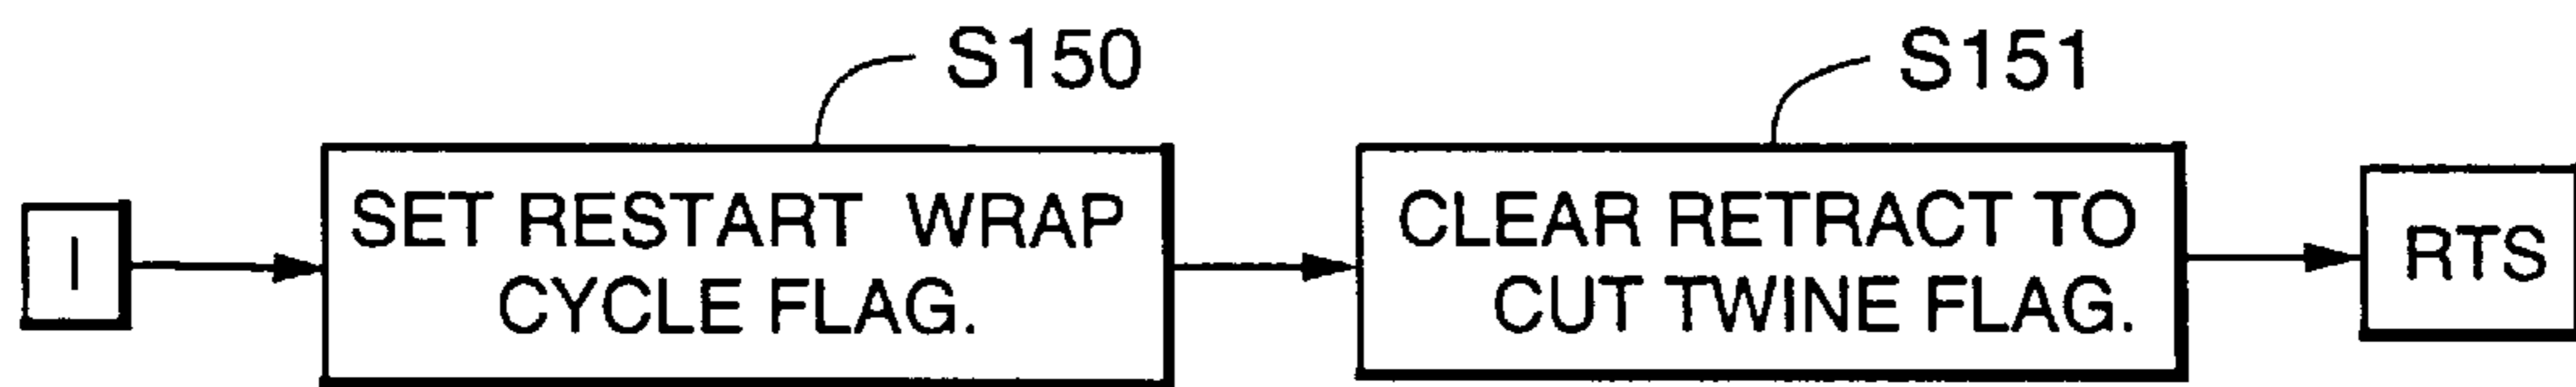 S150
S151
I
SET RESTART WRAP
CYCLE FLAG.
CLEAR RETRACT TO
CUT TWINE FLAG.
RTS